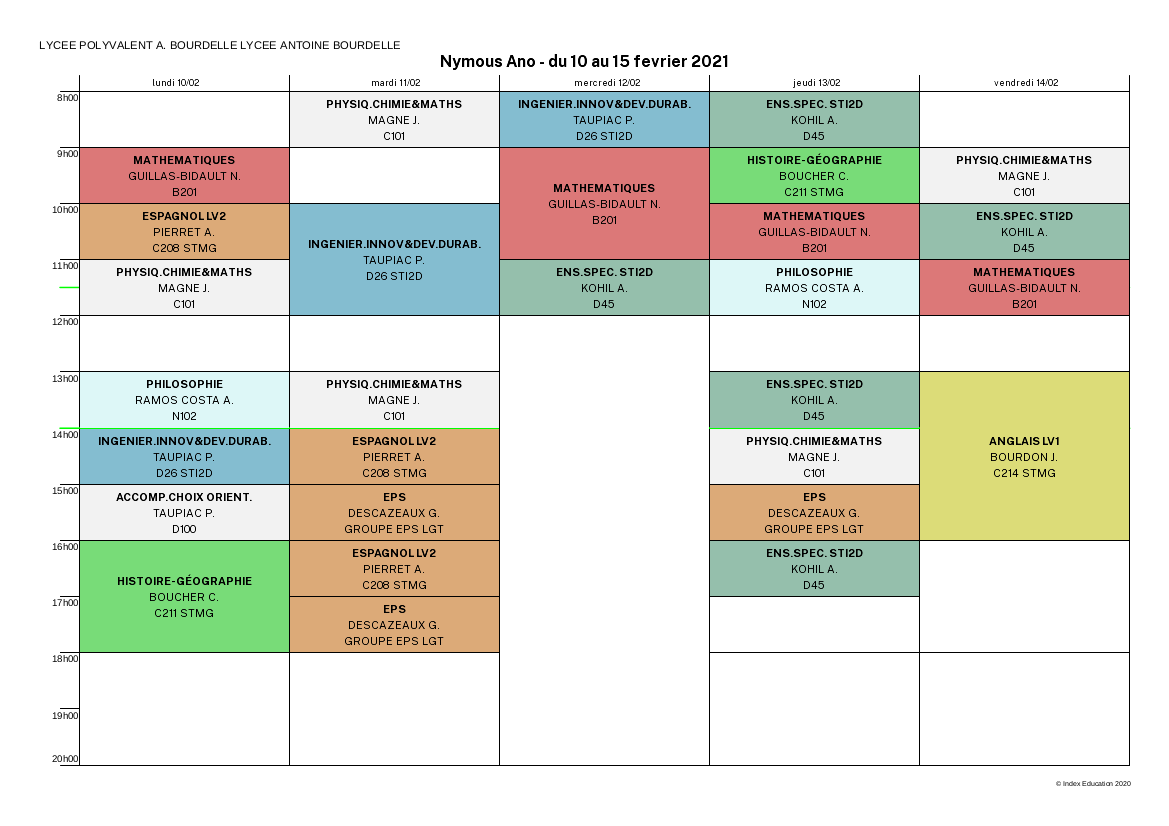 LYCEE POLYVALENT A. BOURDELLE LYCEE ANTOINE BOURDELLE
Nymous Ano - du 10 au 15 fevrier 2021
lundi 10/02
mardi 11/02
mercredi 12/02
jeudi 13/02
vendredi 14/02
8h00
9h00
10h00
11h00
12h00
13h00
14h00
15h00
16h00
17h00
18h00
19h00
20h00
MATHEMATIQUES
GUILLAS-BIDAULT N.
B201
ESPAGNOL LV2
PIERRET A.
C208 STMG
PHYSIQ.CHIMIE&MATHS
MAGNE J.
C101
PHILOSOPHIE
RAMOS COSTA A.
N102
INGENIER.INNOV&DEV.DURAB.
TAUPIAC P.
D26 STI2D
ACCOMP.CHOIX ORIENT.
TAUPIAC P.
D100
HISTOIRE-GÉOGRAPHIE
BOUCHER C.
C211 STMG
PHYSIQ.CHIMIE&MATHS
MAGNE J.
C101
INGENIER.INNOV&DEV.DURAB.
TAUPIAC P.
D26 STI2D
PHYSIQ.CHIMIE&MATHS
MAGNE J.
C101
ESPAGNOL LV2
PIERRET A.
C208 STMG
EPS
DESCAZEAUX G.
GROUPE EPS LGT
ESPAGNOL LV2
PIERRET A.
C208 STMG
EPS
DESCAZEAUX G.
GROUPE EPS LGT
INGENIER.INNOV&DEV.DURAB.
TAUPIAC P.
D26 STI2D
MATHEMATIQUES
GUILLAS-BIDAULT N.
B201
ENS.SPEC. STI2D
KOHIL A.
D45
ENS.SPEC. STI2D
KOHIL A.
D45
HISTOIRE-GÉOGRAPHIE
BOUCHER C.
C211 STMG
MATHEMATIQUES
GUILLAS-BIDAULT N.
B201
PHILOSOPHIE
RAMOS COSTA A.
N102
ENS.SPEC. STI2D
KOHIL A.
D45
PHYSIQ.CHIMIE&MATHS
MAGNE J.
C101
EPS
DESCAZEAUX G.
GROUPE EPS LGT
ENS.SPEC. STI2D
KOHIL A.
D45
PHYSIQ.CHIMIE&MATHS
MAGNE J.
C101
ENS.SPEC. STI2D
KOHIL A.
D45
MATHEMATIQUES
GUILLAS-BIDAULT N.
B201
ANGLAIS LV1
BOURDON J.
C214 STMG
© Index Education 2020